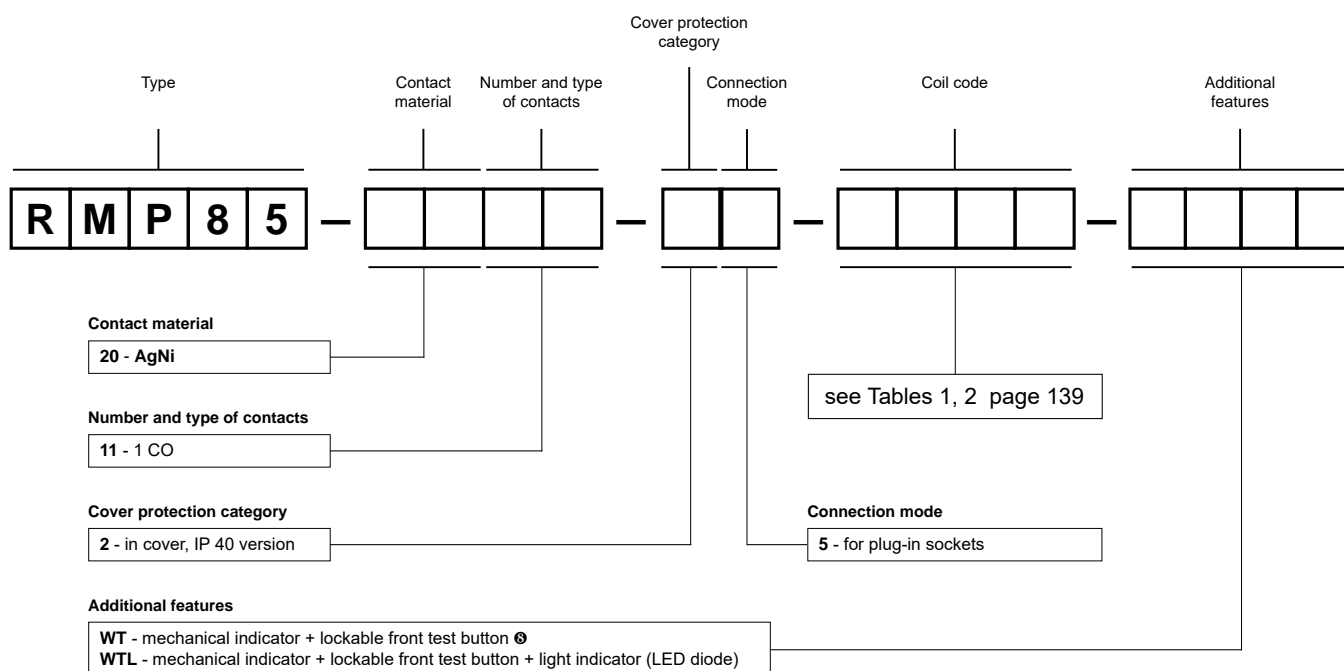 Cover protection
category
Type
Contact
material
Number and type
of contacts
Connection
mode
Coil code
Additional
features
RMP85 – –  –  –
Contact material
20 - AgNi
see Tables 1, 2 page 139
Number and type of contacts
11 - 1 CO
Cover protection category
2 - in cover, IP 40 version
Connection mode
5 - for plug-in sockets
Additional features
WT - mechanical indicator + lockable front test button ❽
WTL - mechanical indicator + lockable front test button + light indicator (LED diode)